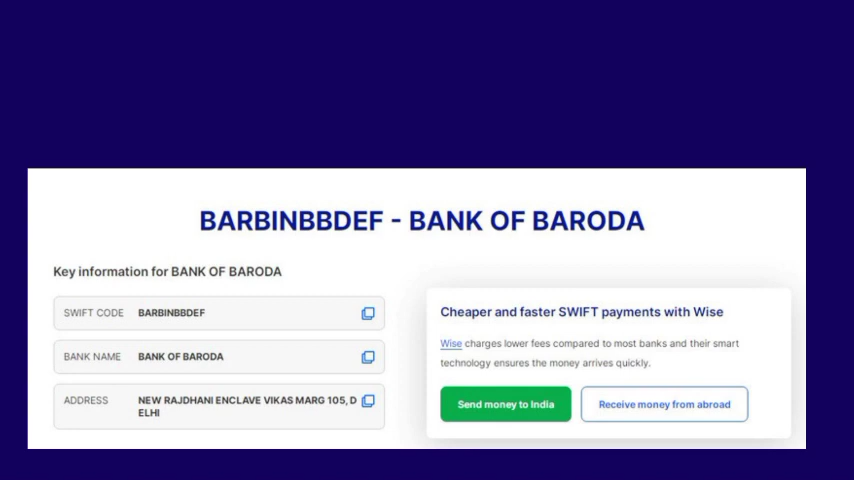 BARBINBBDEF - BANK OF BARODA
Key information for BANK OF BARODA
SWIFT CODE BARBINBBDEF
BANK NAME BANK OF BARODA
ADDRESS NEW RAJDHANI ENCLAVE VIKAS MARG 105, D
ELHI
Cheaper and faster SWIFT payments with Wise
Wise charges lower fees compared to most banks and their smart
technology ensures the money arrives quickly.
Send money to India
Receive money from abroad